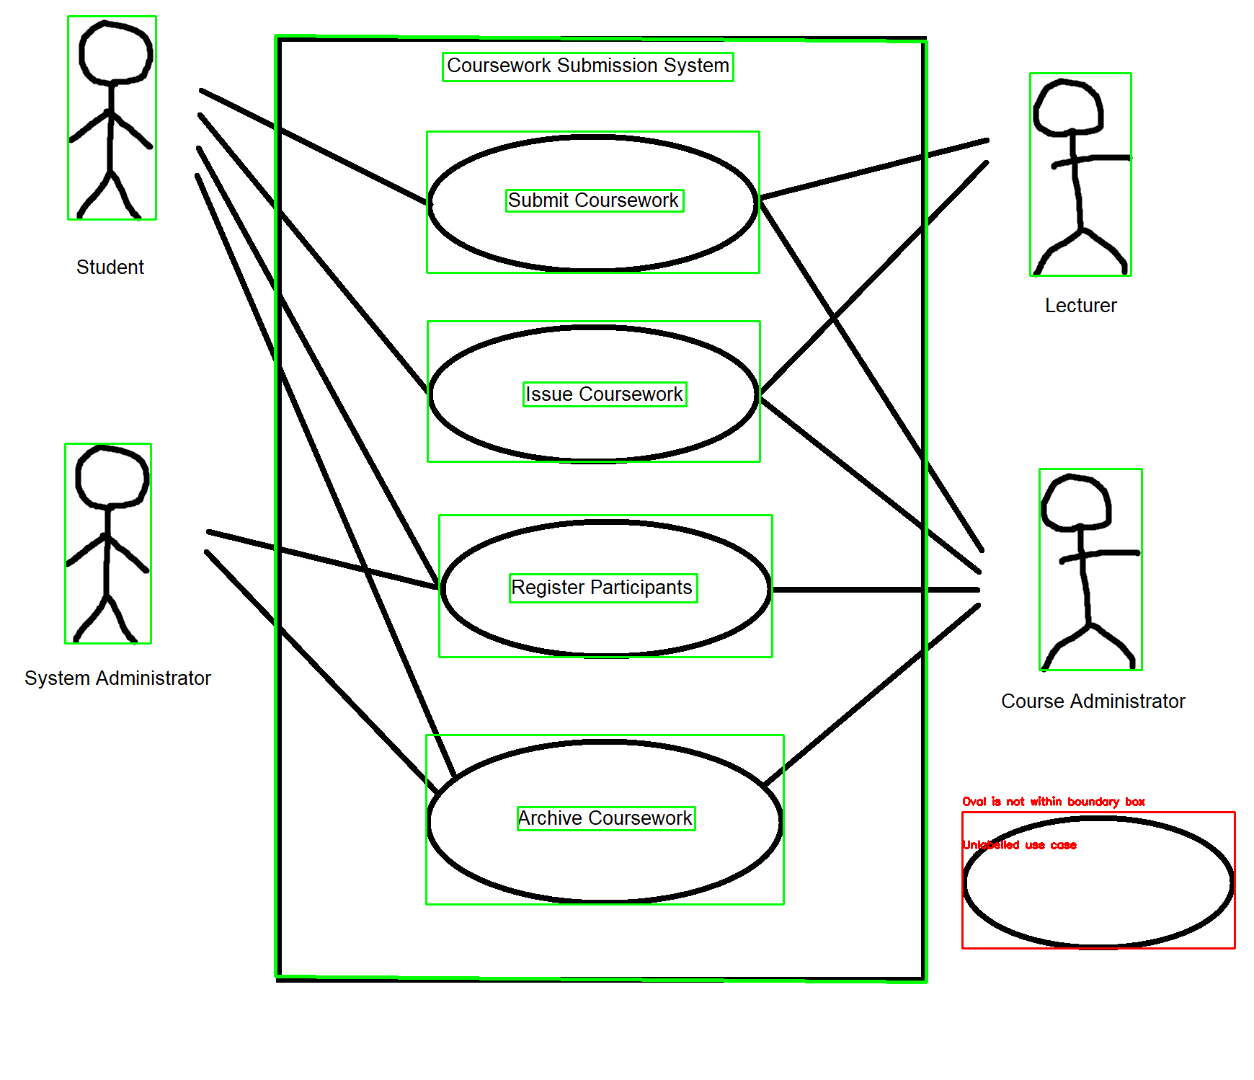 Coursework Submission System
Submit Coursework
Student
Lecturer
Issue Coursework
Register Participants
System Administrator
Course Administrator
Oval is not within boundary box
Archive Coursework
Unlabelled use case